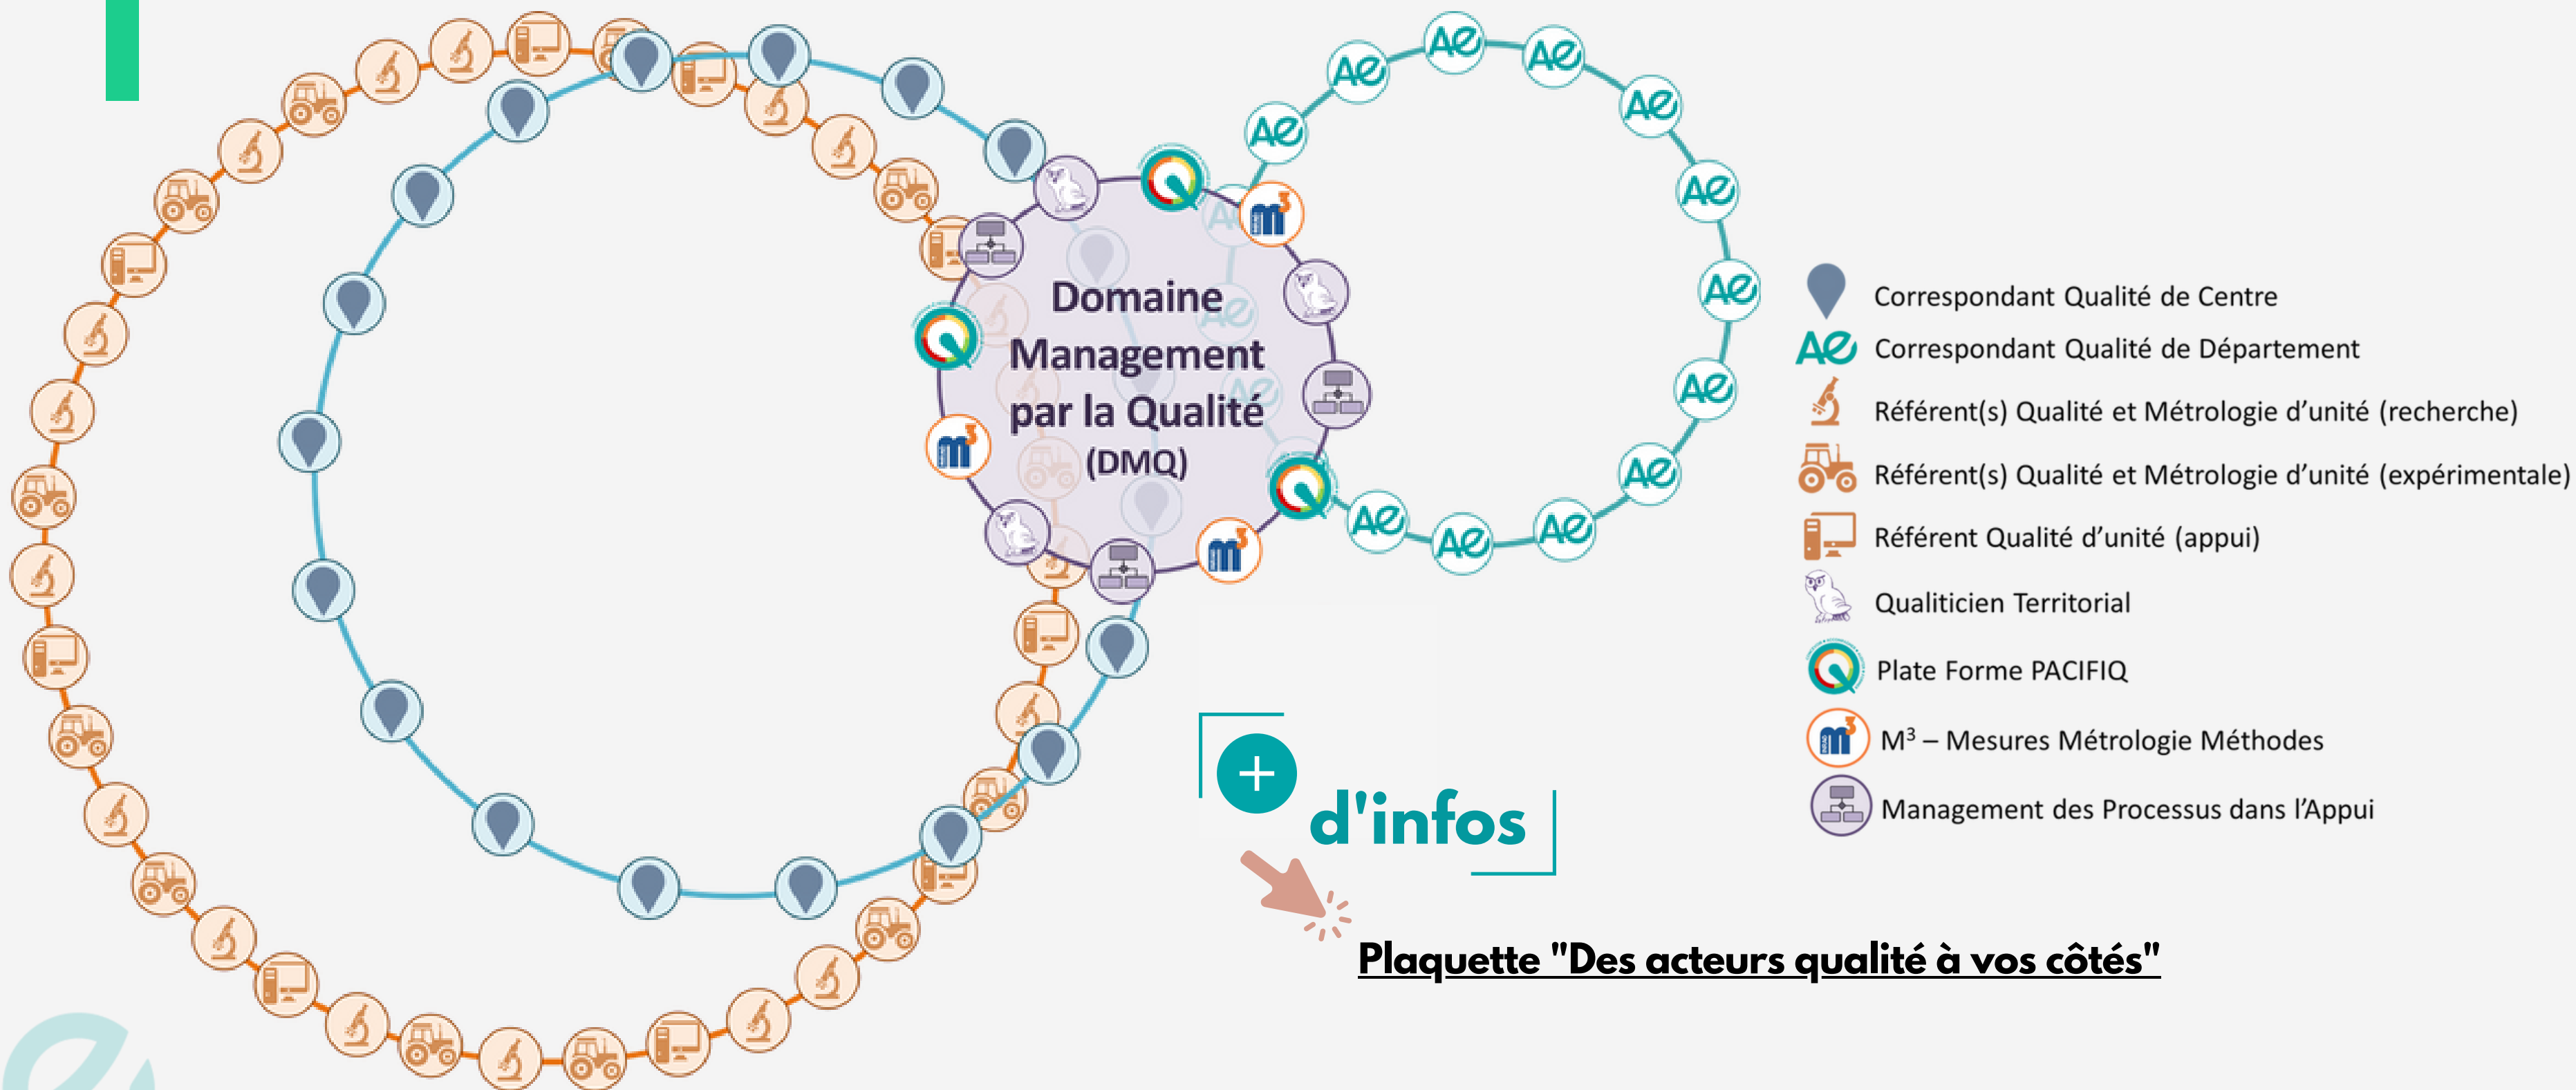 Domaine
Management
par la Qualité
(DMQ)
Correspondant Qualité de Centre
Correspondant Qualité de Département
Référent(s) Qualité et Métrologie d'unité (recherche)
Référent(s) Qualité et Métrologie d'unité (expérimentale)
Référent Qualité d'unité (appui)
Qualiticien Territorial
Plate Forme PACIFIQ
M³ – Mesures Métrologie Méthodes
Management des Processus dans l'Appui
+
d'infos
Plaquette "Des acteurs qualité à vos côtés"